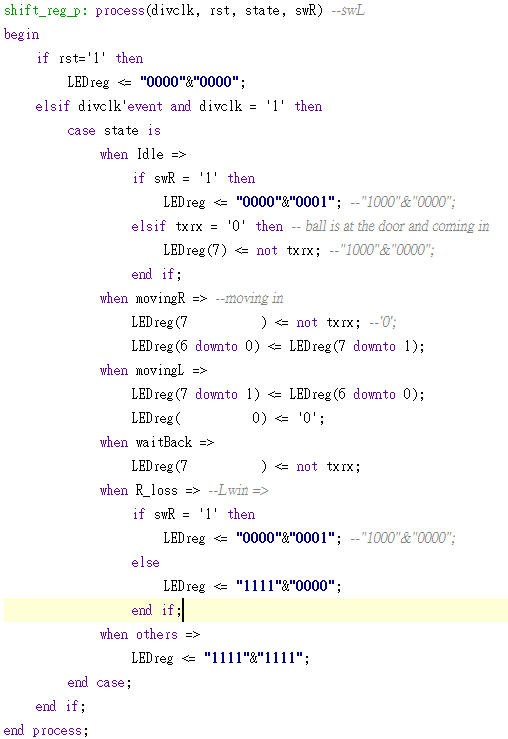 shift_reg_p: process(divclk, rst, state, swR) --swL
begin
    if rst='1' then
        LEDreg <= "0000"&"0000";
    elsif divclk'event and divclk = '1' then
        case state is
            when Idle =>
                if swR = '1' then
                    LEDreg <= "0000"&"0001"; --"1000"&"0000";
                elsif txrx = '0' then -- ball is at the door and coming in
                    LEDreg(7) <= not txrx; --"1000"&"0000";
                end if;
            when movingR => --moving in
                LEDreg(7         ) <= not txrx; --'0';
                LEDreg(6 downto 0) <= LEDreg(7 downto 1);
            when movingL =>
                LEDreg(7 downto 1) <= LEDreg(6 downto 0);
                LEDreg(         0) <= '0';
            when waitBack =>
                LEDreg(7         ) <= not txrx;
            when R_loss => --Lwin =>
                if swR = '1' then
                    LEDreg <= "0000"&"0001"; --"1000"&"0000";
                else
                    LEDreg <= "1111"&"0000";
                end if;
            when others =>
                LEDreg <= "1111"&"1111";
        end case;
    end if;
end process;